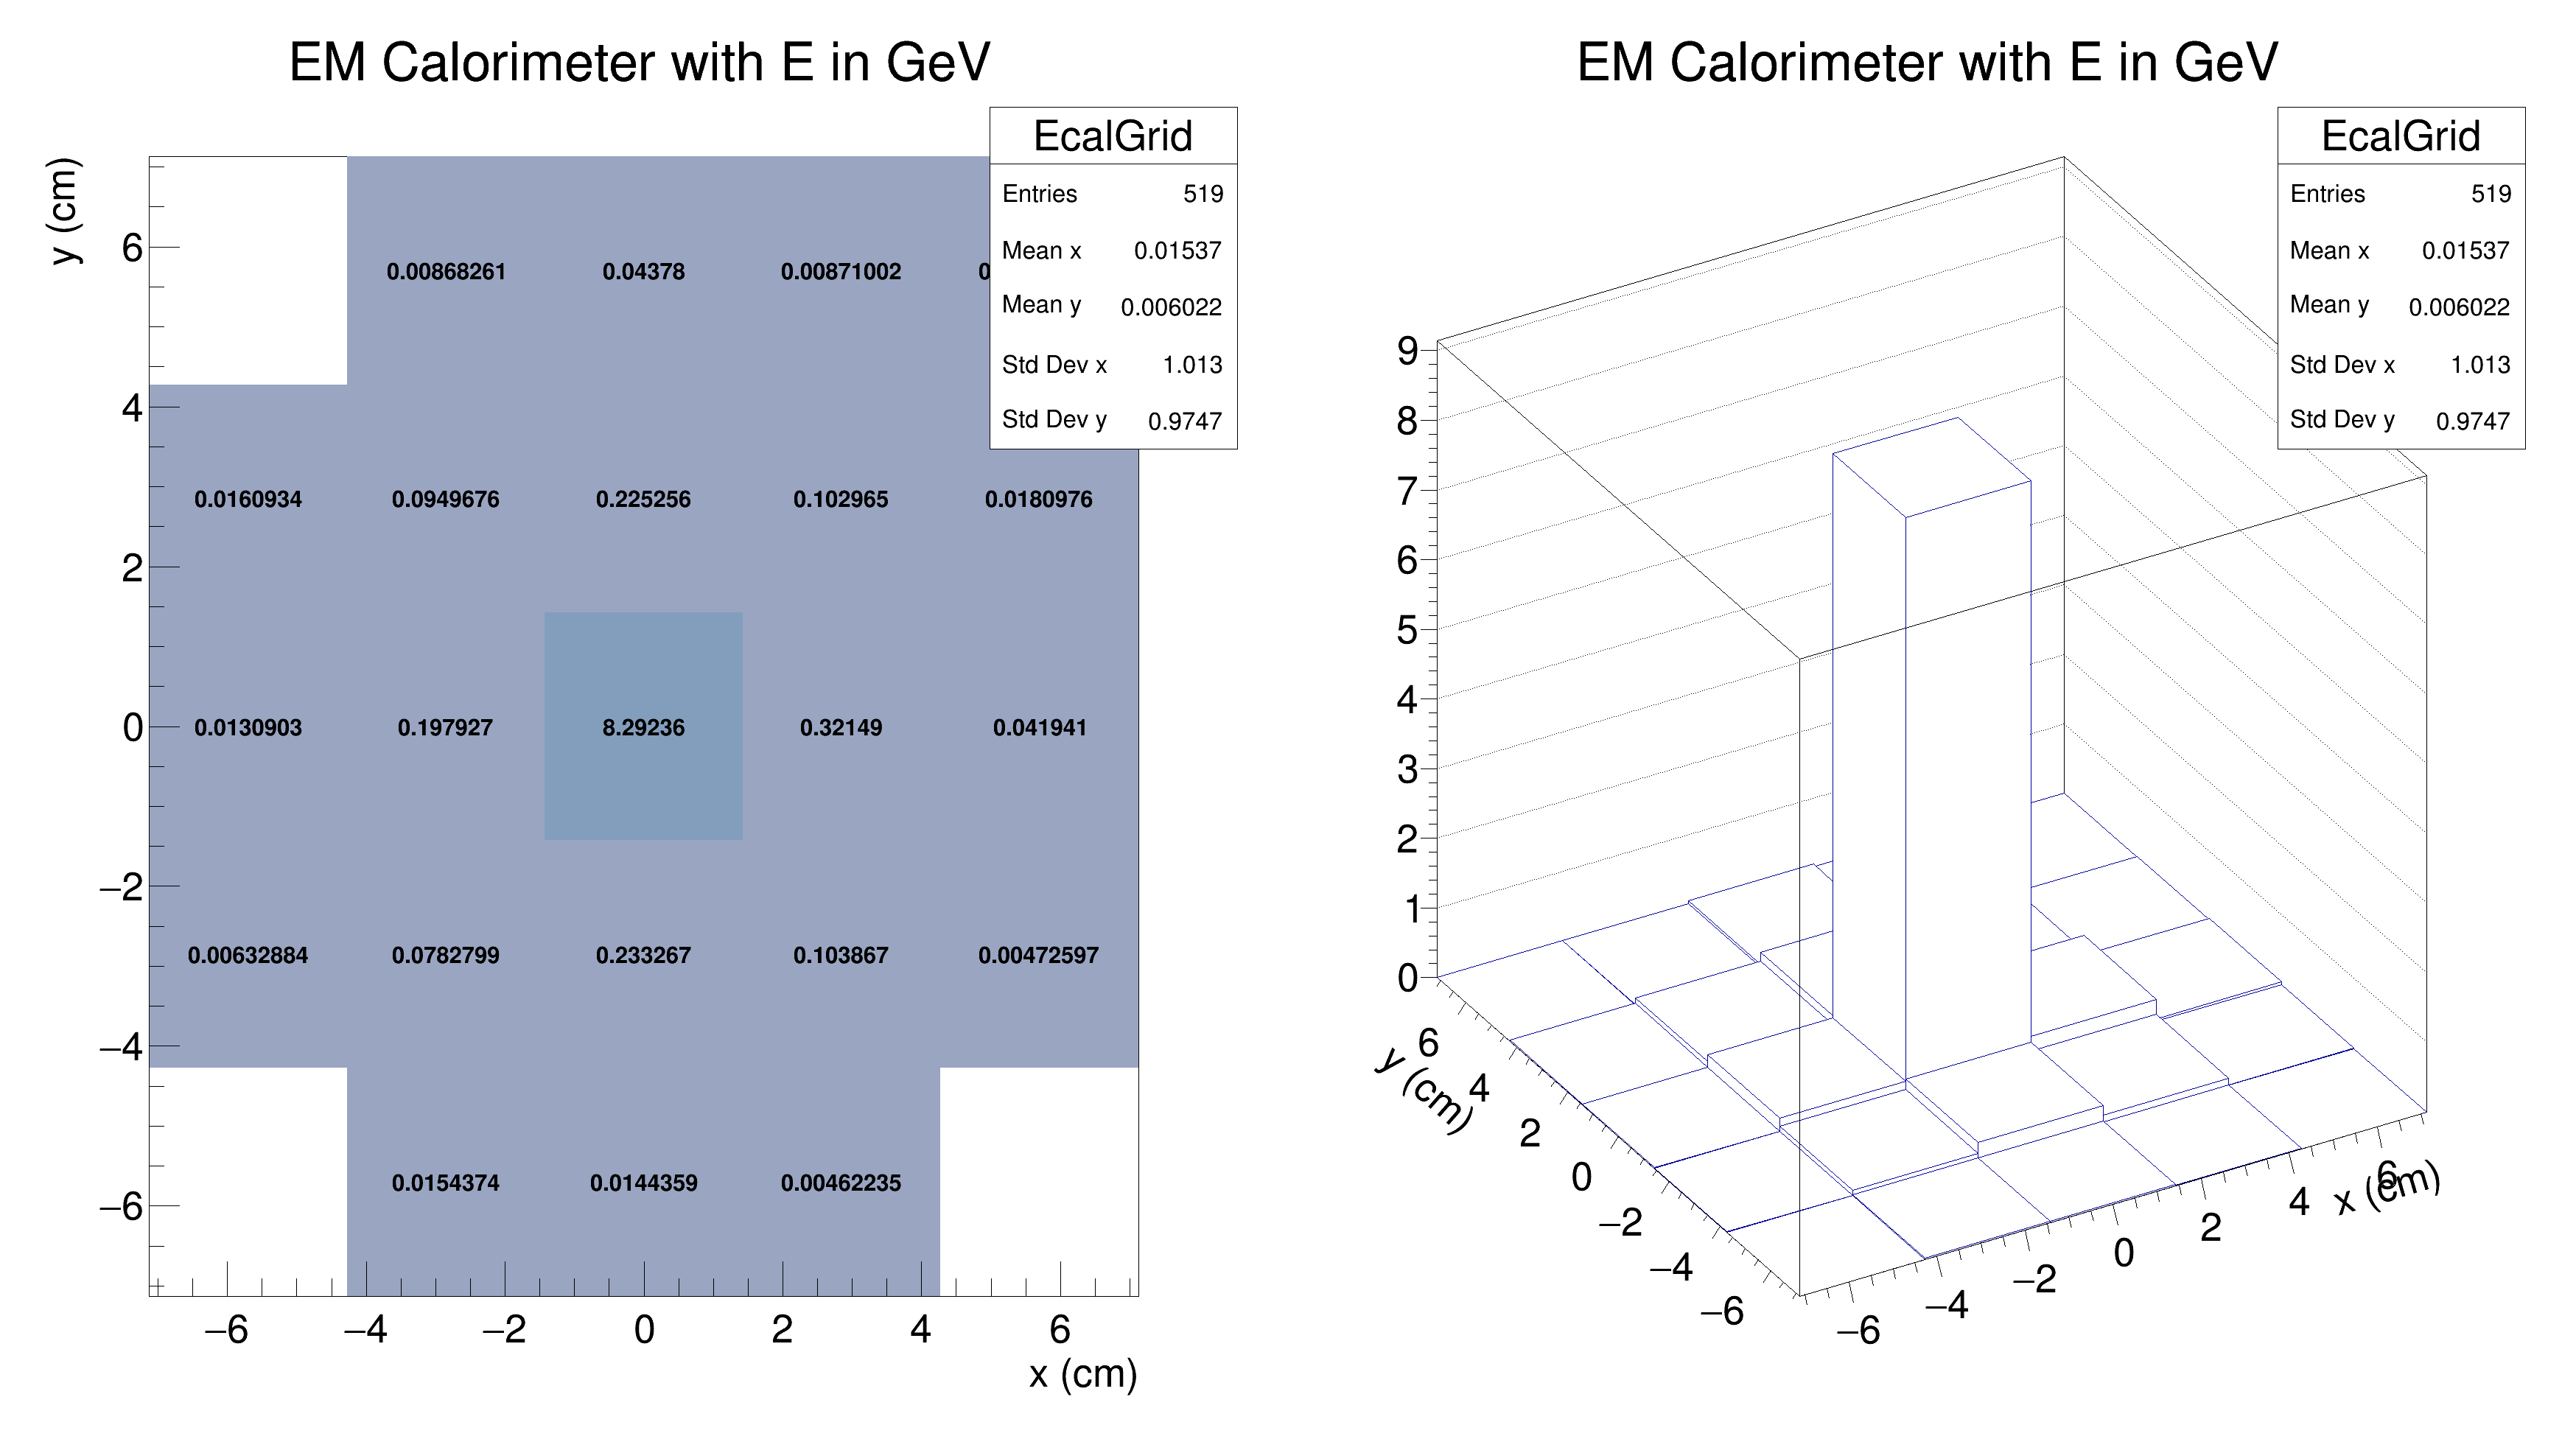 EM Calorimeter with E in GeV
EcalGrid
Entries 519
Mean x 0.01537
Mean y 0.006022
Std Dev x 1.013
Std Dev y 0.9747
y (cm)
6
4
2
0
−2
−4
−6
0.00868261 0.04378 0.00871002
0.0160934 0.0949676 0.225256 0.102965 0.0180976
0.0130903 0.197927 8.29236 0.32149 0.041941
0.00632884 0.0782799 0.233267 0.103867 0.00472597
0.0154374 0.0144359 0.00462235
−6 −4 −2 0 2 4 6
x (cm)
EM Calorimeter with E in GeV
EcalGrid
Entries 519
Mean x 0.01537
Mean y 0.006022
Std Dev x 1.013
Std Dev y 0.9747
9
8
7
6
5
4
3
2
1
0
y (cm)
6
4
2
0
−2
−4
−6
−6 −4 −2 0 2 4 6
x (cm)